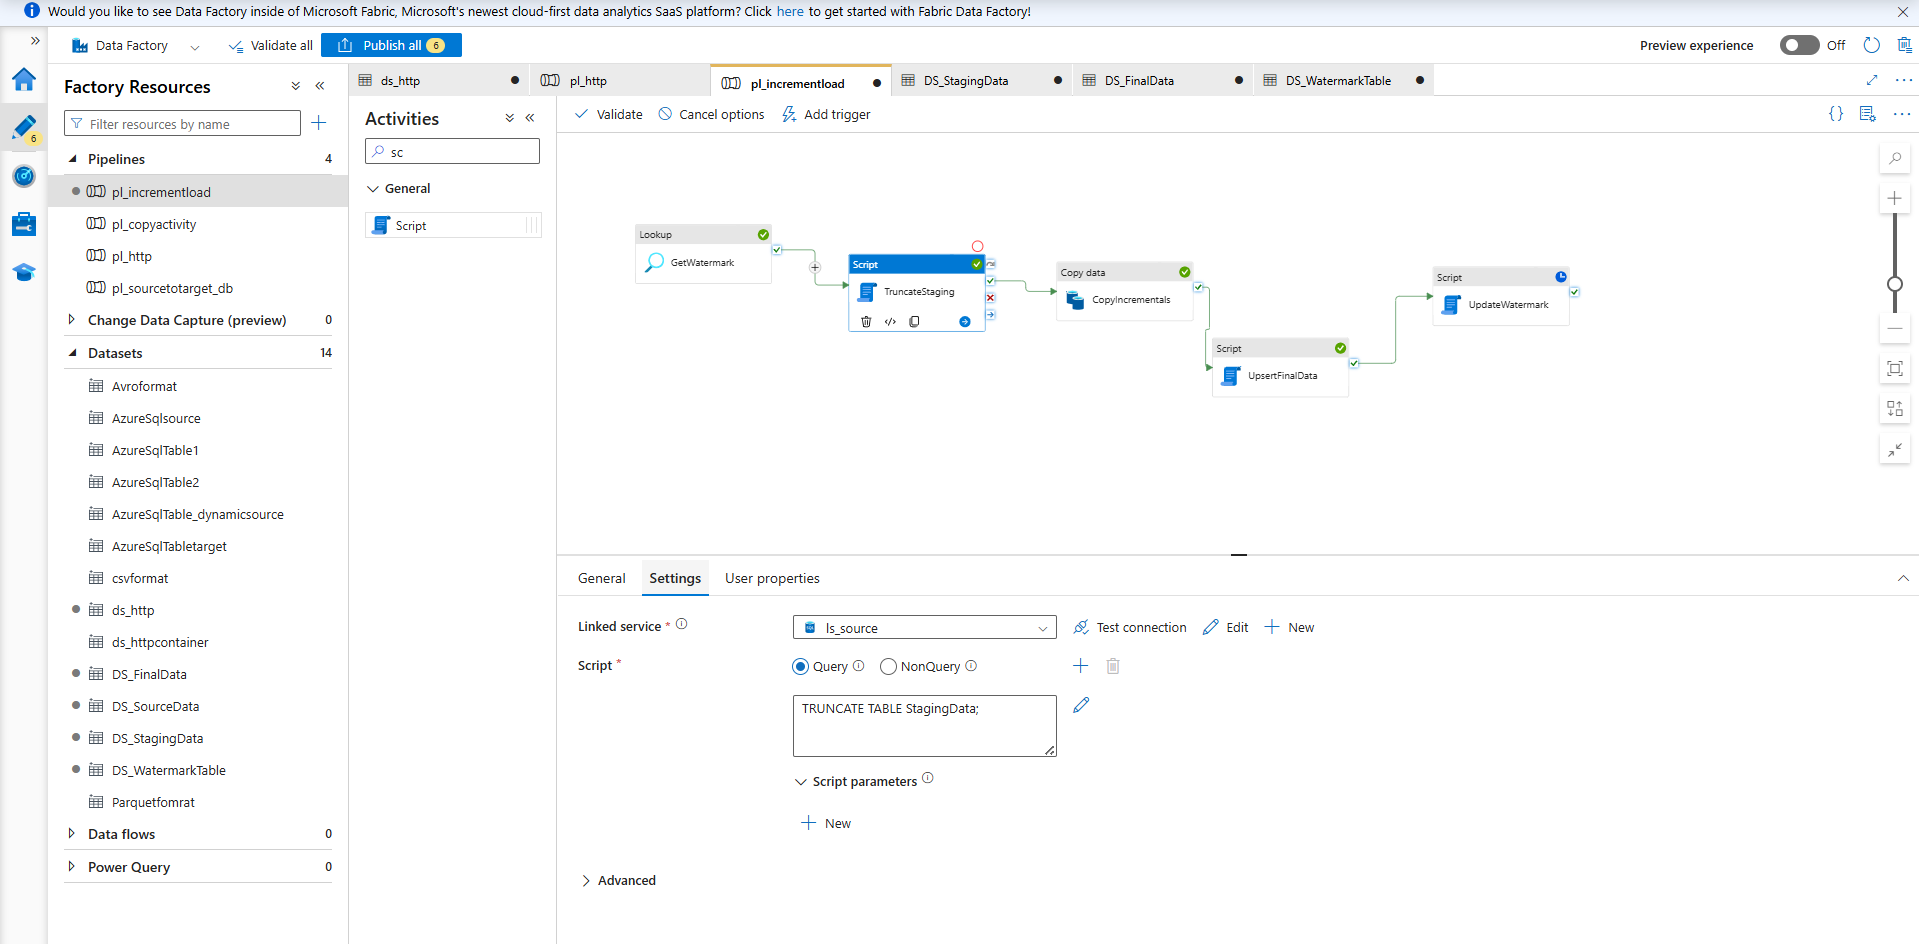 Would you like to see Data Factory inside of Microsoft Fabric, Microsoft's newest cloud-first data analytics SaaS platform? Click here to get started with Fabric Data Factory!
Data Factory
Validate all
Publish all 6
Preview experience
Off
6
Factory Resources
Filter resources by name
Pipelines 4
pl_incrementload
pl_copyactivity
pl_http
pl_sourcetotarget_db
Change Data Capture (preview) 0
Datasets 14
Avroformat
AzureSqlsource
AzureSqlTable1
AzureSqlTable2
AzureSqlTable_dynamicsource
AzureSqlTabletarget
csvformat
ds_http
ds_httpcontainer
DS_FinalData
DS_SourceData
DS_StagingData
DS_WatermarkTable
Parquetfomrat
Data flows 0
Power Query 0
ds_http
pl_http
pl_incrementload
DS_StagingData
DS_FinalData
DS_WatermarkTable
Activities
sc
General
Script
Validate
Cancel options
Add trigger
{}
Lookup
GetWatermark
Script
TruncateStaging
Copy data
CopyIncrementals
Script
UpsertFinalData
Script
UpdateWatermark
General
Settings
User properties
Linked service *
ls_source
Test connection
Edit
New
Script *
Query
NonQuery
TRUNCATE TABLE StagingData;
Script parameters
New
Advanced